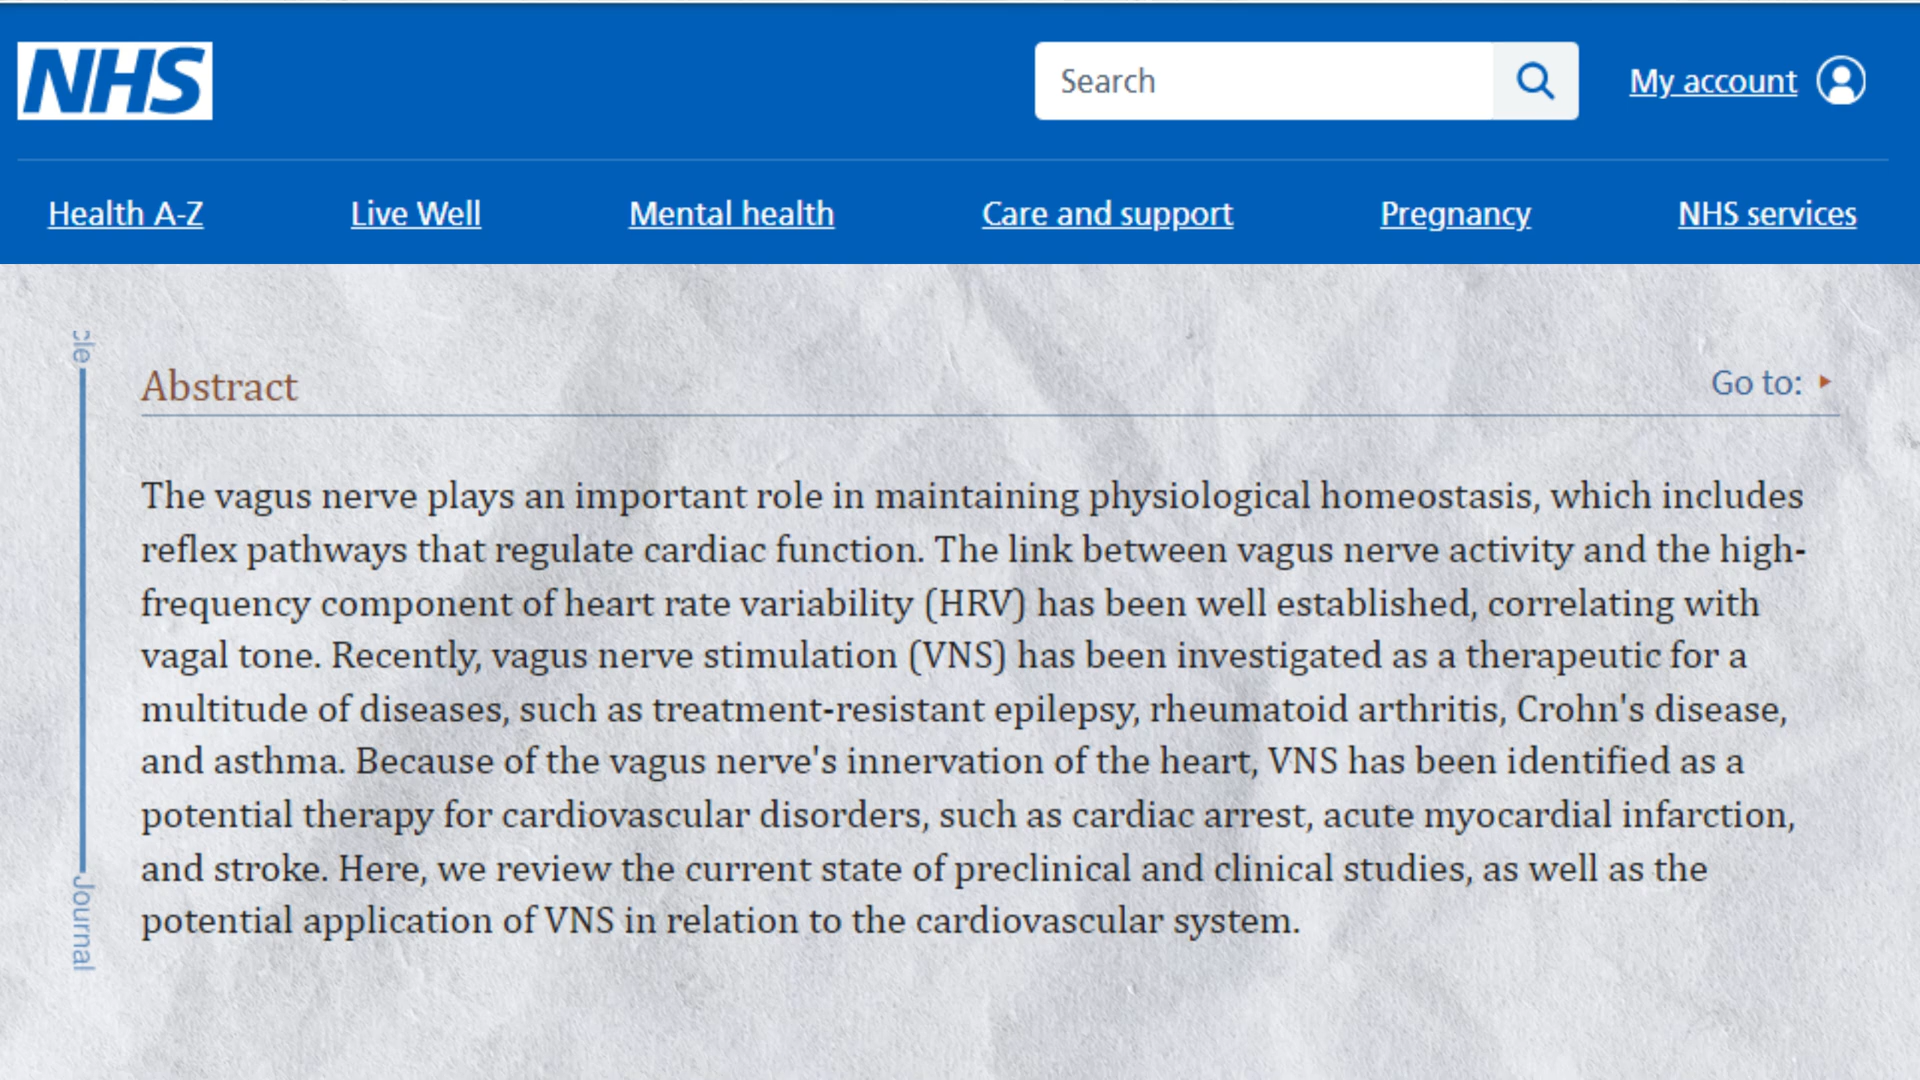 NHS
Search
My account
Health A-Z
Live Well
Mental health
Care and support
Pregnancy
NHS services
cle
Abstract
Go to:
The vagus nerve plays an important role in maintaining physiological homeostasis, which includes
reflex pathways that regulate cardiac function. The link between vagus nerve activity and the high-
frequency component of heart rate variability (HRV) has been well established, correlating with
vagal tone. Recently, vagus nerve stimulation (VNS) has been investigated as a therapeutic for a
multitude of diseases, such as treatment-resistant epilepsy, rheumatoid arthritis, Crohn's disease,
and asthma. Because of the vagus nerve's innervation of the heart, VNS has been identified as a
potential therapy for cardiovascular disorders, such as cardiac arrest, acute myocardial infarction,
and stroke. Here, we review the current state of preclinical and clinical studies, as well as the
potential application of VNS in relation to the cardiovascular system.
Journal